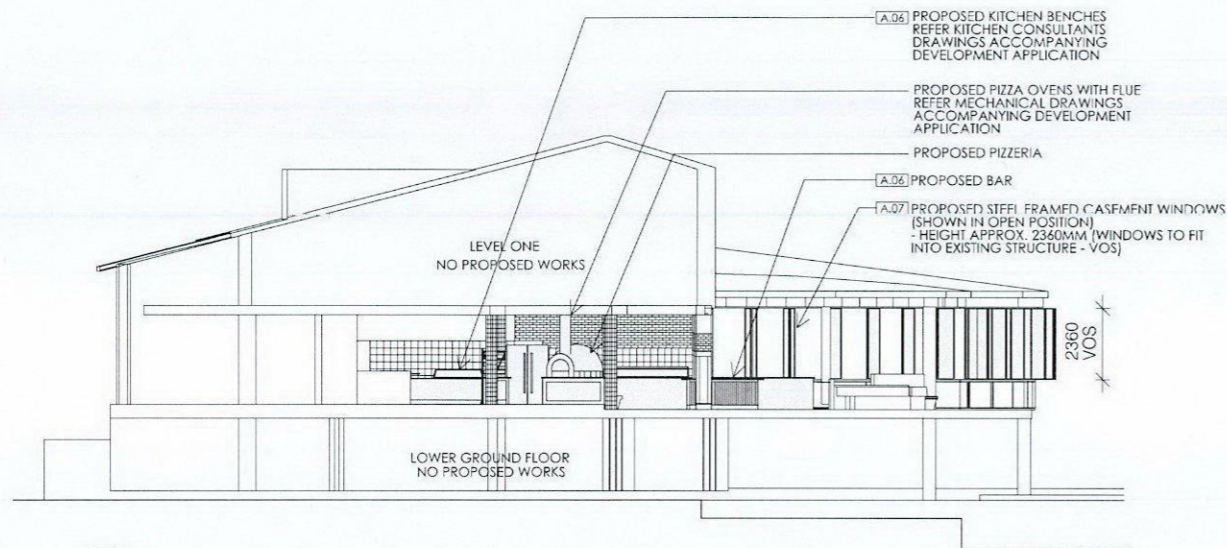 A.06 PROPOSED KITCHEN BENCHES
REFER KITCHEN CONSULTANTS
DRAWINGS ACCOMPANYING
DEVELOPMENT APPLICATION
PROPOSED PIZZA OVENS WITH FLUE
REFER MECHANICAL DRAWINGS
ACCOMPANYING DEVELOPMENT
APPLICATION
PROPOSED PIZZERIA
A.06 PROPOSED BAR
A.07 PROPOSED STEEL FRAMED CASEMENT WINDOWS
(SHOWN IN OPEN POSITION)
- HEIGHT APPROX. 2360MM (WINDOWS TO FIT
INTO EXISTING STRUCTURE - VOS)
LEVEL ONE
NO PROPOSED WORKS
2360
VOS
LOWER GROUND FLOOR
NO PROPOSED WORKS